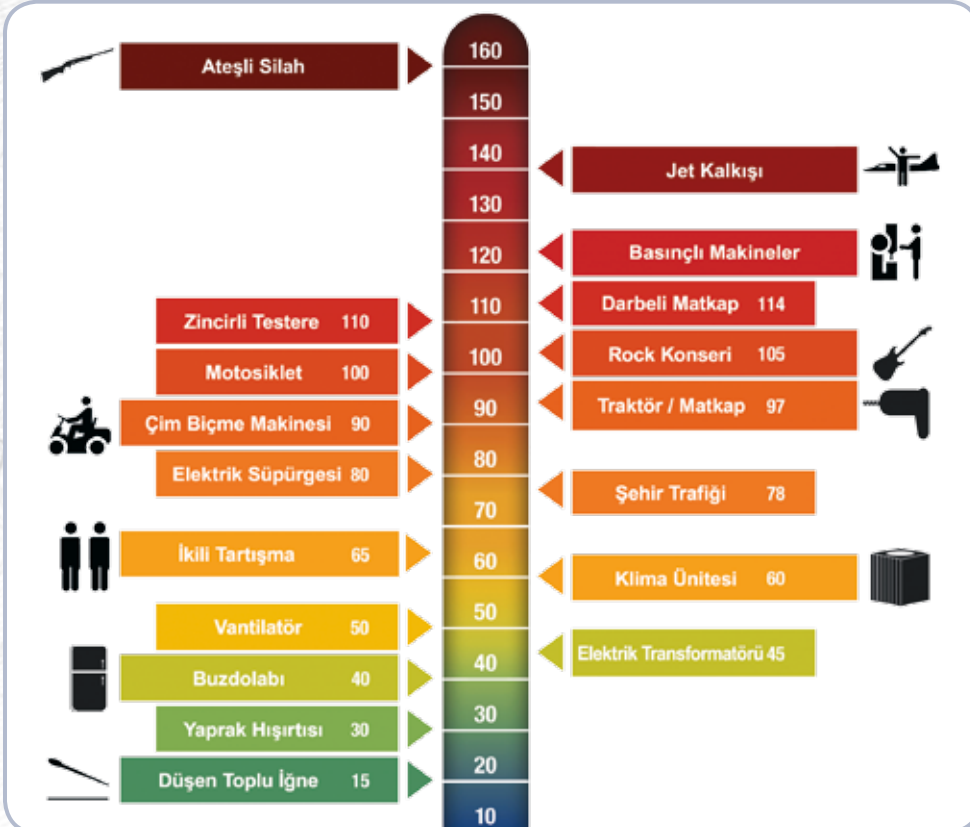 Ateşli Silah
160
150
140
Jet Kalkışı
130
120
Basınçlı Makineler
110
Darbeli Matkap 114
Zincirli Testere 110
100
Rock Konseri 105
Motosiklet 100
90
Traktör / Matkap 97
Çim Biçme Makinesi 90
80
Elektrik Süpürgesi 80
Şehir Trafiği 78
70
İkili Tartışma 65
60
Klima Ünitesi 60
50
Vantilatör 50
Elektrik Transformatörü 45
40
Buzdolabı 40
30
Yaprak Hışırtısı 30
20
Düşen Toplu İğne 15
10